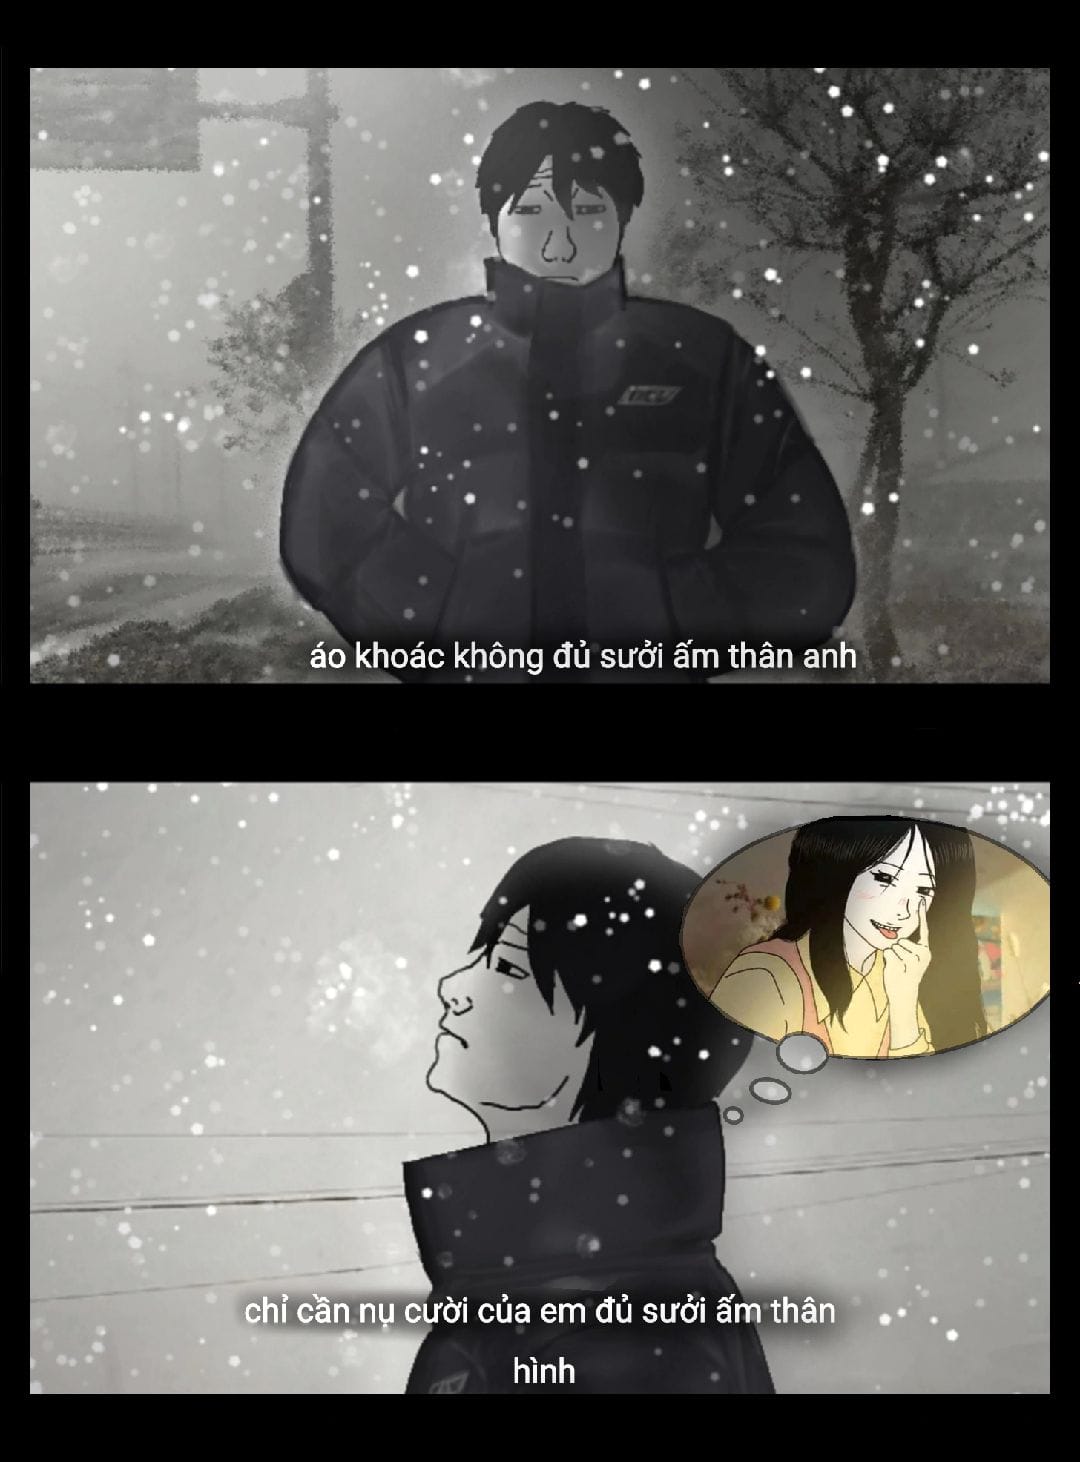 áo khoác không đủ sưởi ấm thân anh
chỉ cần nụ cười của em đủ sưởi ấm thân
hình